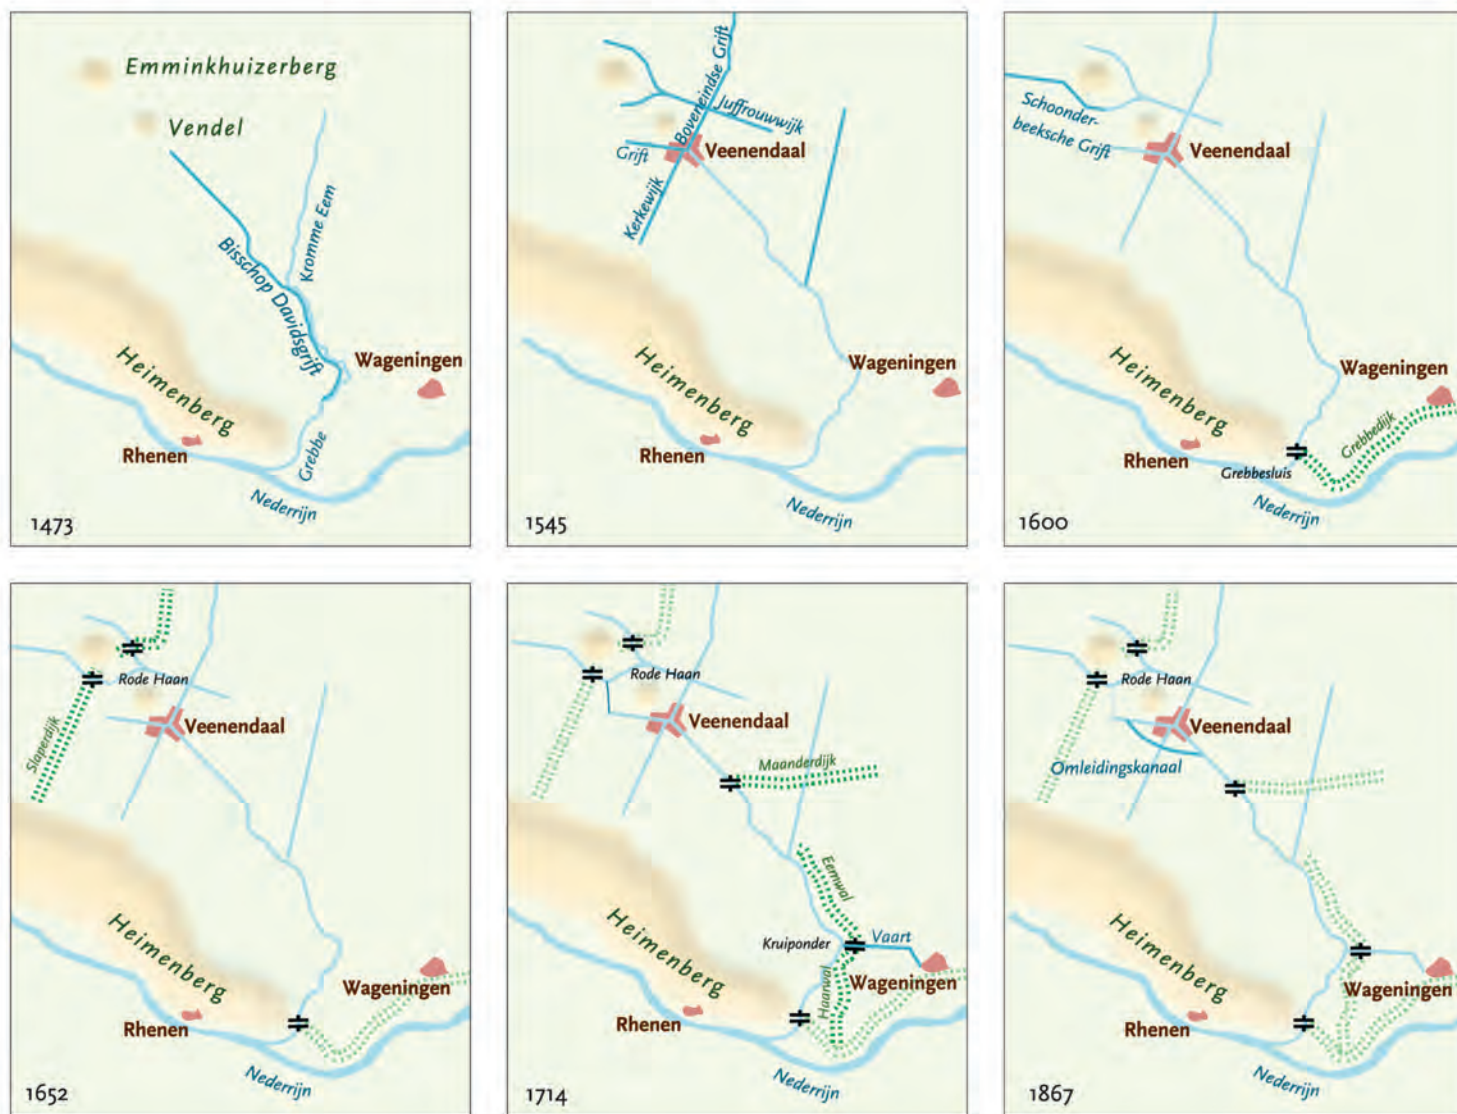 Emminkhuizerberg
Vendel
Kromme Eem
Bisschop Davidsgrift
Wageningen
Heimenberg
Rhenen
Grebbe
Nederrijn
1473
Boveneindse Grift
Juffrouwwijk
Grift
Veenendaal
Kerkewijk
Wageningen
Heimenberg
Rhenen
Nederrijn
1545
Schoonder-
beeksche Grift
Veenendaal
Wageningen
Heimenberg
Grebbedijk
Rhenen
Grebbesluis
Nederrijn
1600
Rode Haan
Veenendaal
Slaperdijk
Heimenberg
Wageningen
Rhenen
Nederrijn
1652
Rode Haan
Veenendaal
Maanderdijk
Eemwal
Kruiponder
Vaart
Heimenberg
Haarwal
Wageningen
Rhenen
Nederrijn
1714
Rode Haan
Veenendaal
Omleidingskanaal
Heimenberg
Wageningen
Rhenen
Nederrijn
1867